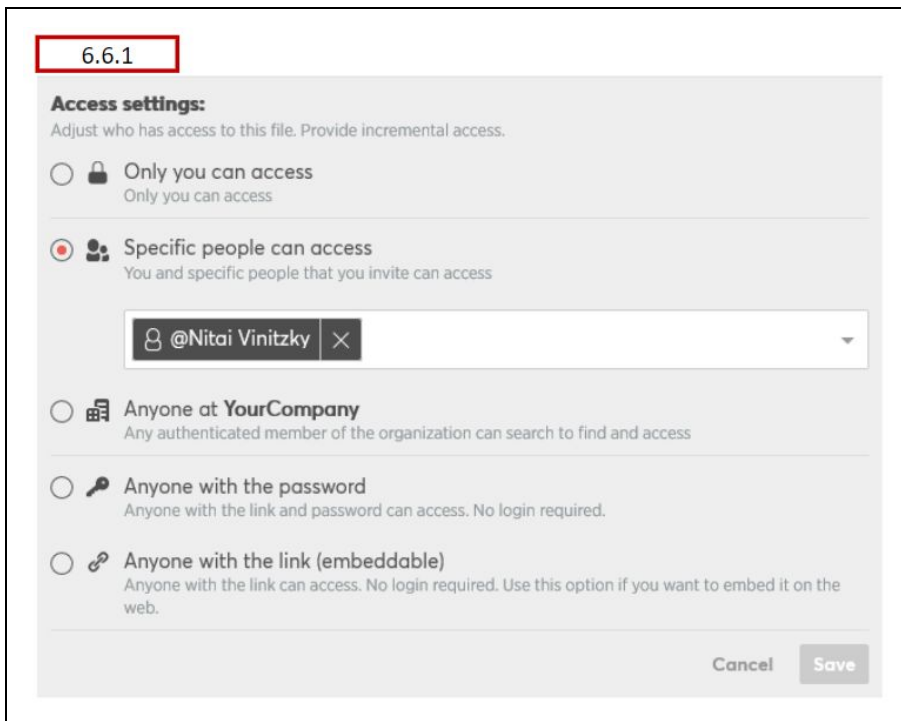 6.6.1
Access settings:
Adjust who has access to this file. Provide incremental access.
Only you can access
Only you can access
Specific people can access
You and specific people that you invite can access
@Nitai Vinitzky
Anyone at YourCompany
Any authenticated member of the organization can search to find and access
Anyone with the password
Anyone with the link and password can access. No login required.
Anyone with the link (embeddable)
Anyone with the link can access. No login required. Use this option if you want to embed it on the
web.
Cancel Save